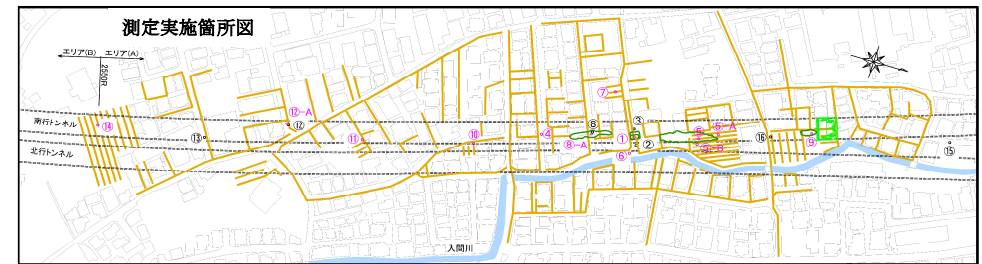 測定実施箇所図
エリア(B) エリア(A)
2550R
南行トンネル
北行トンネル
入間川
⑭
⑬
⑫-A
⑫
⑪
⑩
4
⑧
⑧-A
⑦
③
①
②
⑥
5-A
5-B
⑯
⑨
⑮